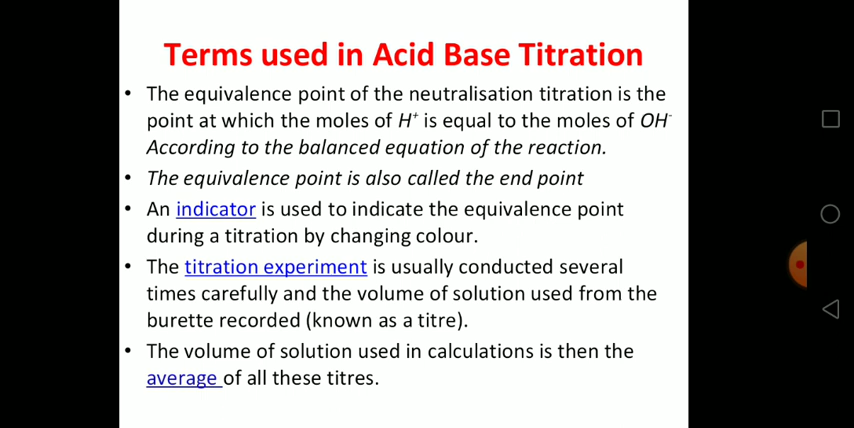 Terms used in Acid Base Titration
• The equivalence point of the neutralisation titration is the
point at which the moles of H⁺ is equal to the moles of OH⁻
According to the balanced equation of the reaction.
• The equivalence point is also called the end point
• An indicator is used to indicate the equivalence point
during a titration by changing colour.
• The titration experiment is usually conducted several
times carefully and the volume of solution used from the
burette recorded (known as a titre).
• The volume of solution used in calculations is then the
average of all these titres.